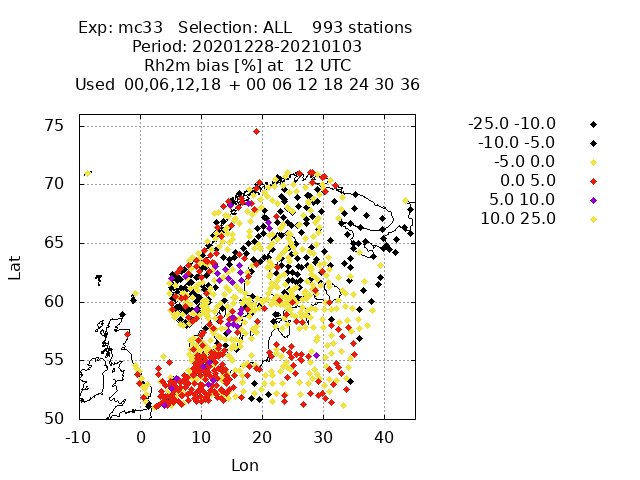 Exp: mc33 Selection: ALL 993 stations
Period: 20201228-20210103
Rh2m bias [%] at 12 UTC
Used 00,06,12,18 + 00 06 12 18 24 30 36
-25.0 -10.0
-10.0 -5.0
-5.0 0.0
0.0 5.0
5.0 10.0
10.0 25.0
75
70
65
60
55
50
Lat
-10 0 10 20 30 40
Lon